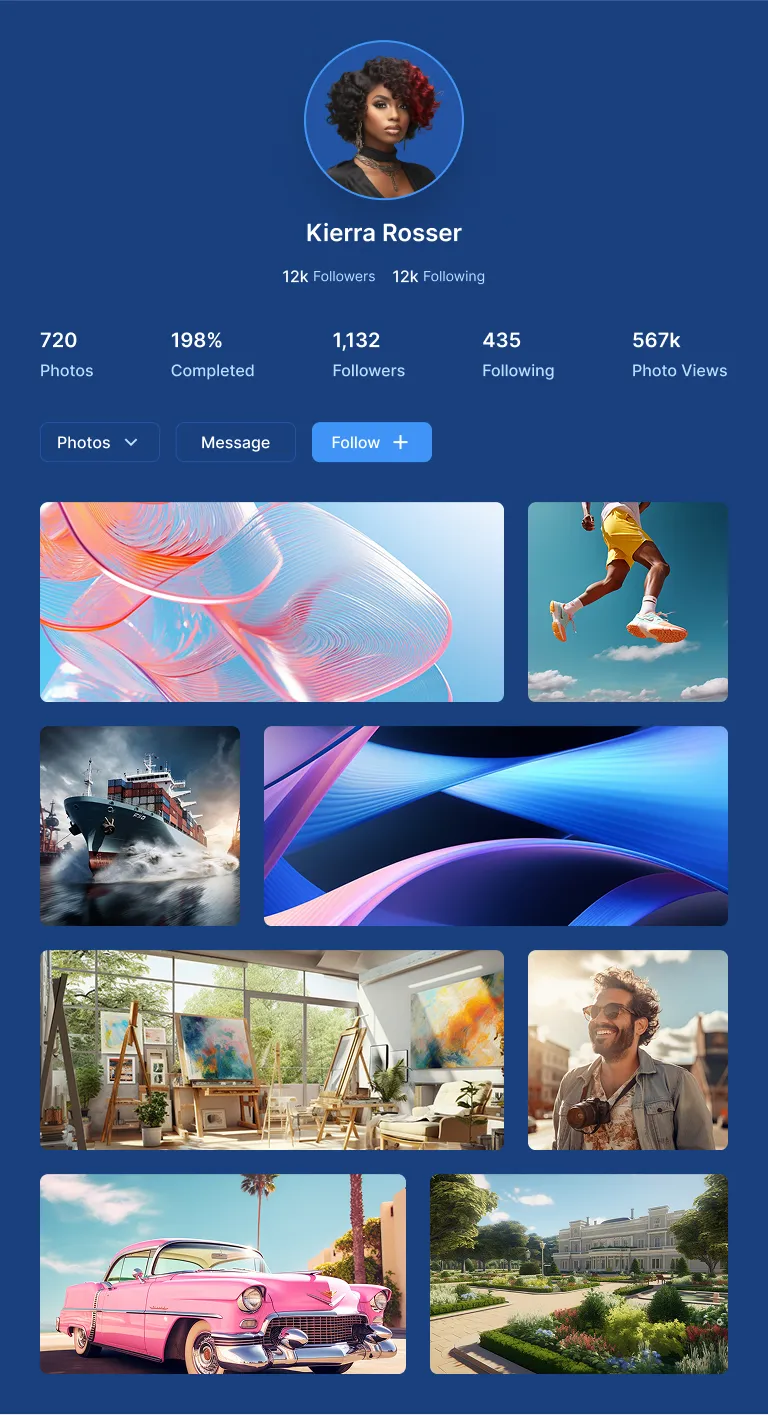 Kierra Rosser
12k Followers 12k Following
720 198% 1,132 435 567k
Photos Completed Followers Following Photo Views
Photos Message Follow